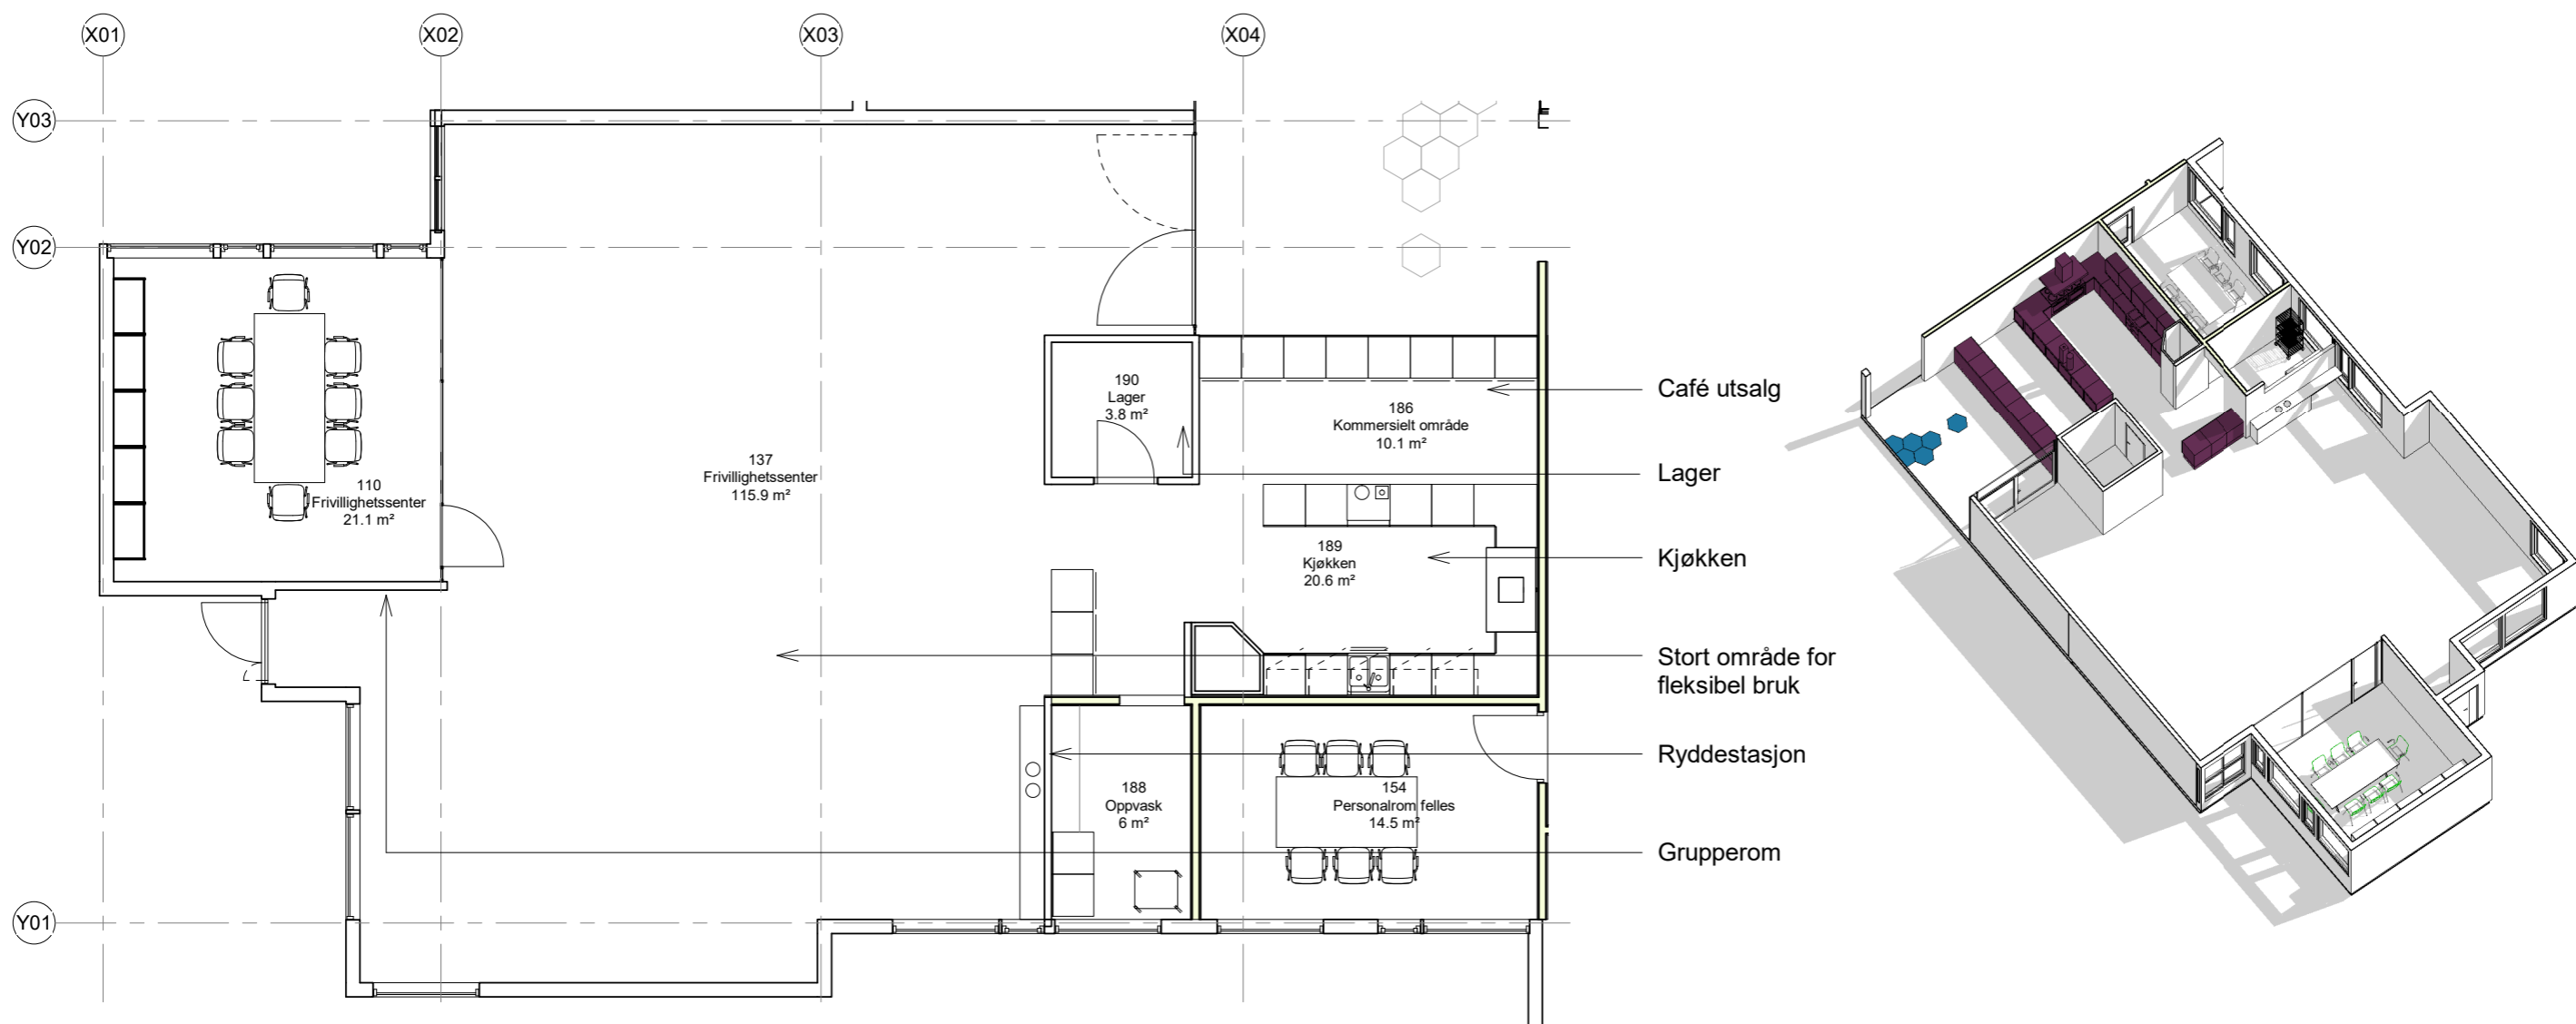 X01
X02
X03
X04
Y03
Y02
Y01
190
Lager
3.8 m²
186
Kommersielt område
10.1 m²
137
Frivillighetssenter
115.9 m²
110
Frivillighetssenter
21.1 m²
189
Kjøkken
20.6 m²
188
Oppvask
6 m²
154
Personalrom felles
14.5 m²
Café utsalg
Lager
Kjøkken
Stort område for
fleksibel bruk
Ryddestasjon
Grupperom